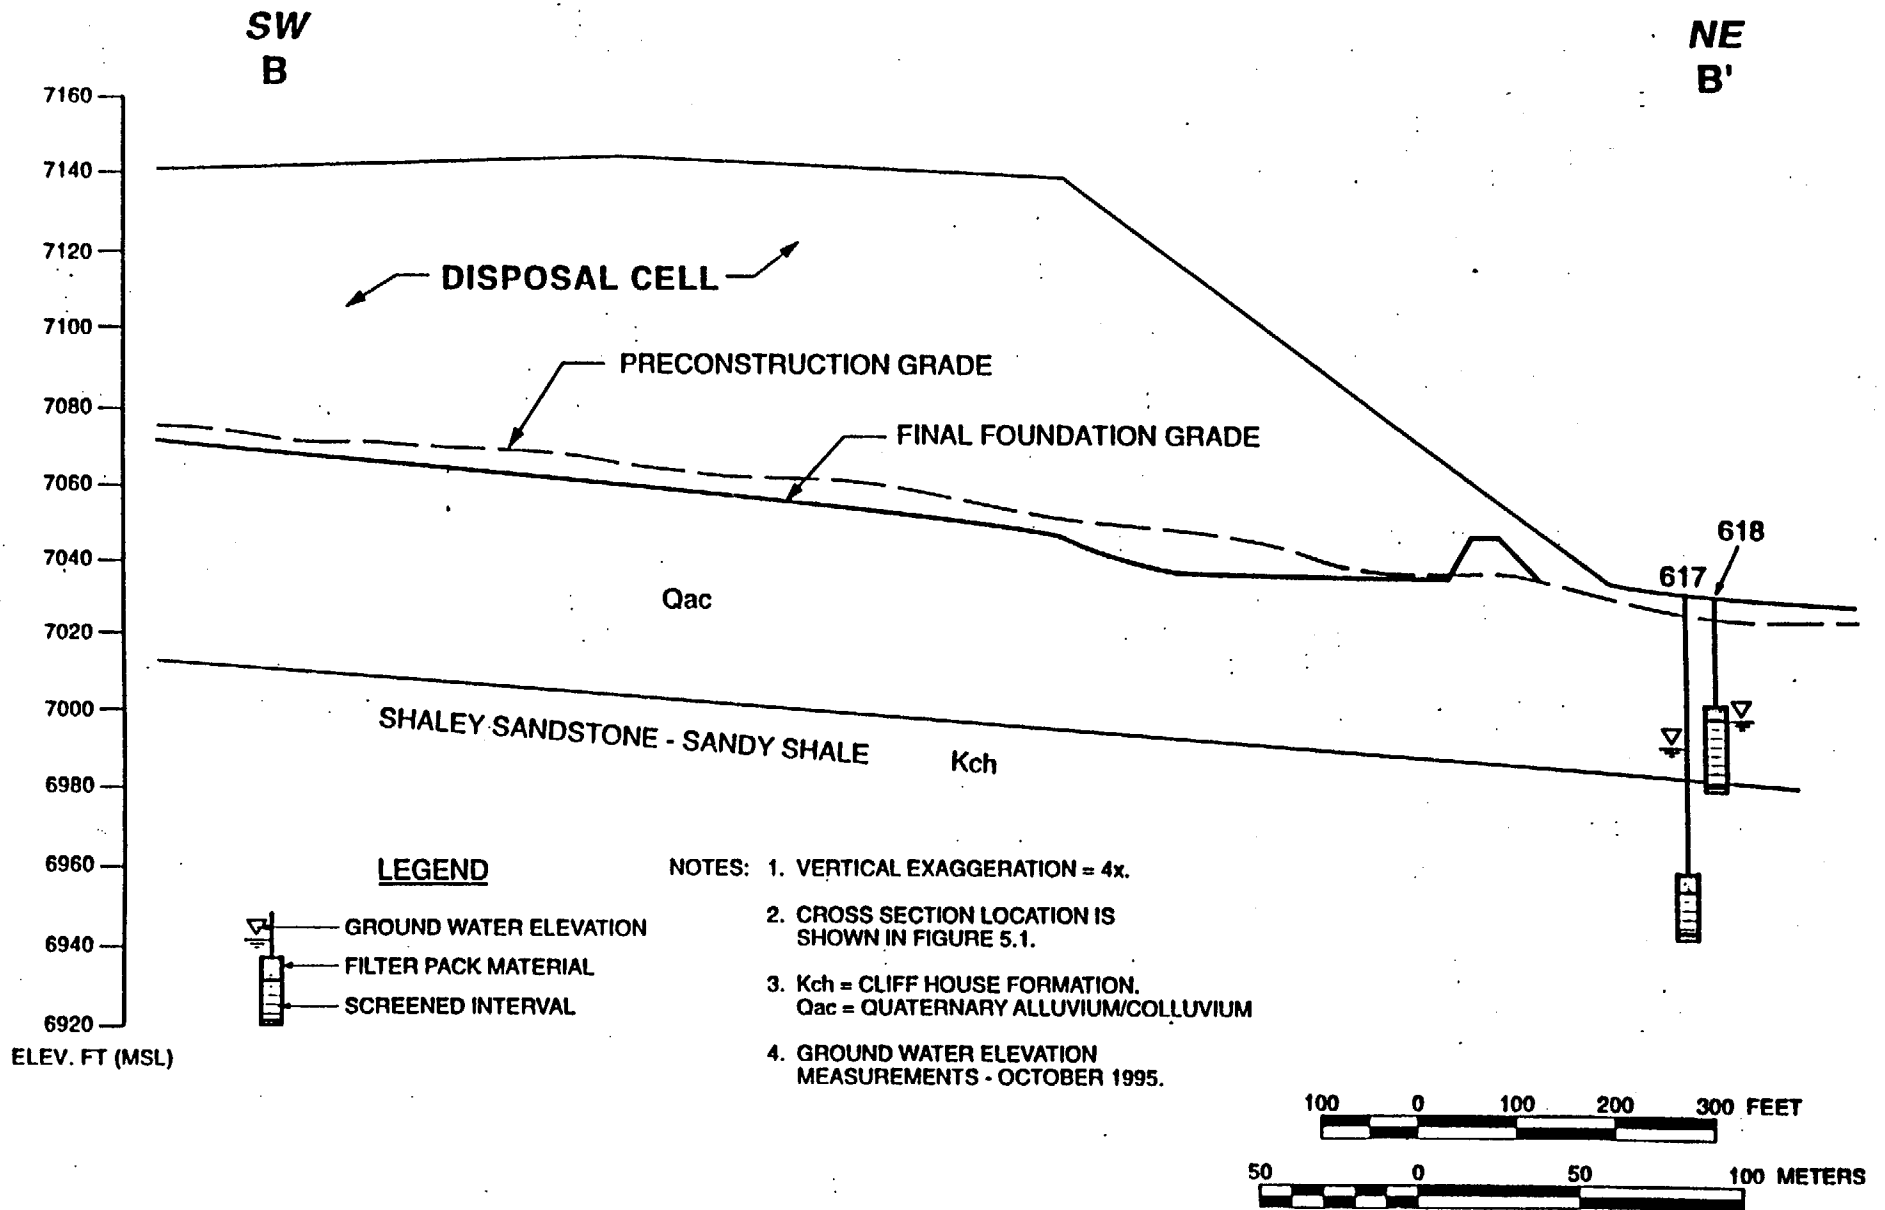 SW
B
NE
B'
7160
7140
7120
7100
7080
7060
7040
7020
7000
6980
6960
6940
6920
ELEV. FT (MSL)
DISPOSAL CELL
PRECONSTRUCTION GRADE
FINAL FOUNDATION GRADE
618
617
Qac
SHALEY SANDSTONE - SANDY SHALE
Kch
LEGEND
GROUND WATER ELEVATION
FILTER PACK MATERIAL
SCREENED INTERVAL
NOTES: 1. VERTICAL EXAGGERATION = 4x.
2. CROSS SECTION LOCATION IS
SHOWN IN FIGURE 5.1.
3. Kch = CLIFF HOUSE FORMATION.
Qac = QUATERNARY ALLUVIUM/COLLUVIUM
4. GROUND WATER ELEVATION
MEASUREMENTS - OCTOBER 1995.
100 0 100 200 300 FEET
50 0 50 100 METERS